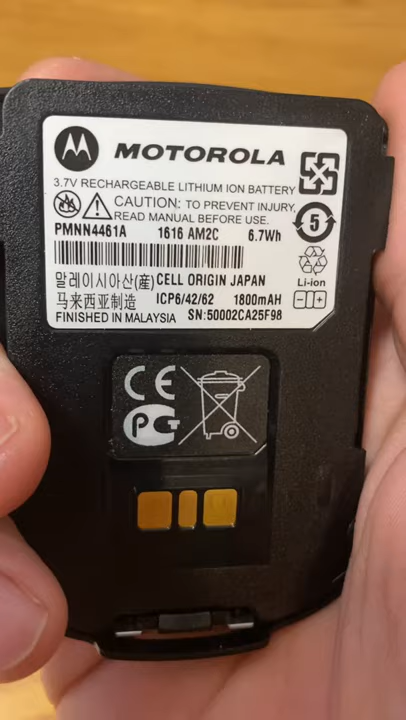 MOTOROLA
3.7V RECHARGEABLE LITHIUM ION BATTERY
CAUTION: TO PREVENT INJURY,
READ MANUAL BEFORE USE.
5
PMNN4461A 1616 AM2C 6.7Wh
말레이시아산(産) CELL ORIGIN JAPAN
Li-ion
马来西亚制造 ICP6/42/62 1800mAH
FINISHED IN MALAYSIA SN:50002CA25F98
CE
PG